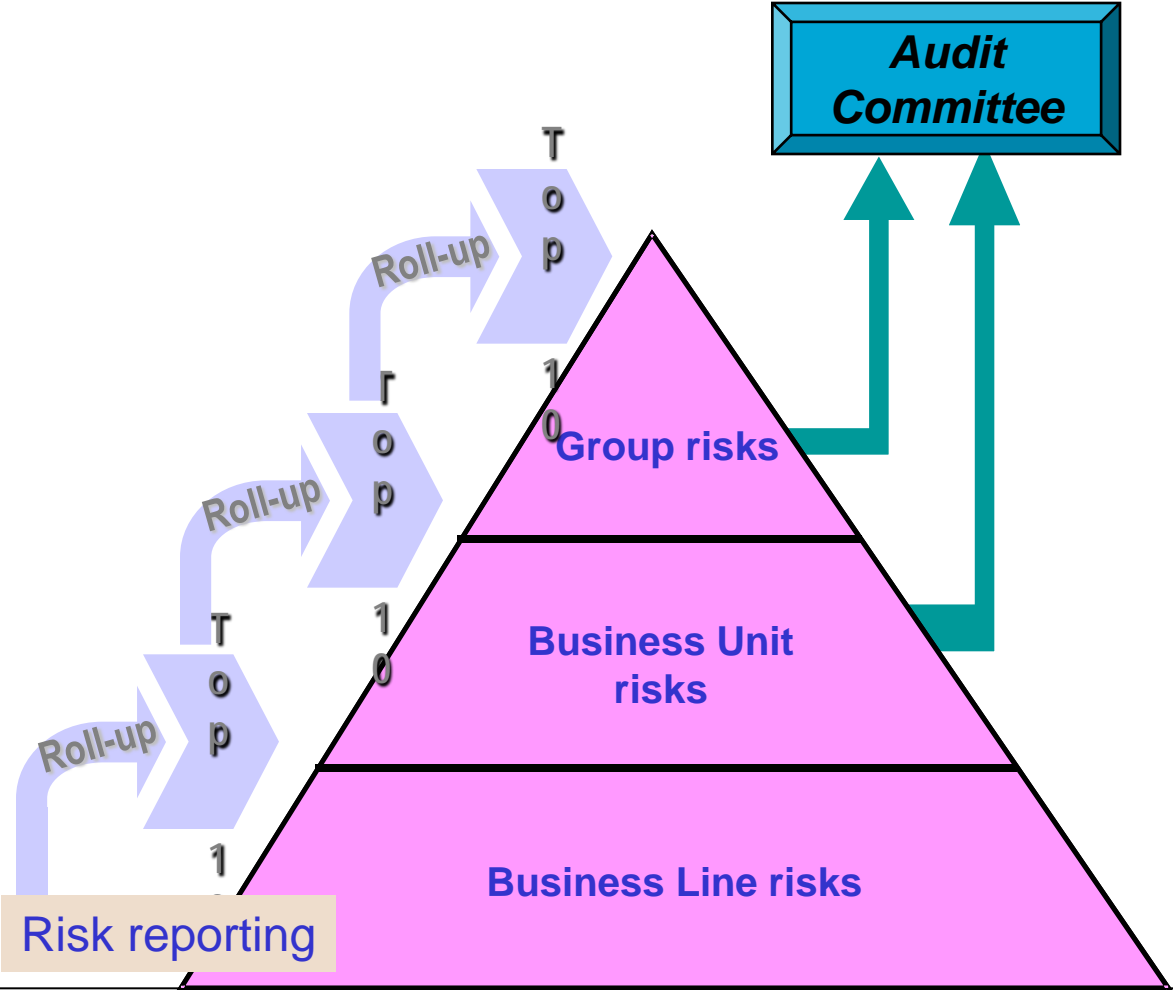 Audit
Committee
Top 10
Roll-up
Group risks
Top 10
Roll-up
Business Unit
risks
Top 1
Roll-up
Business Line risks
Risk reporting